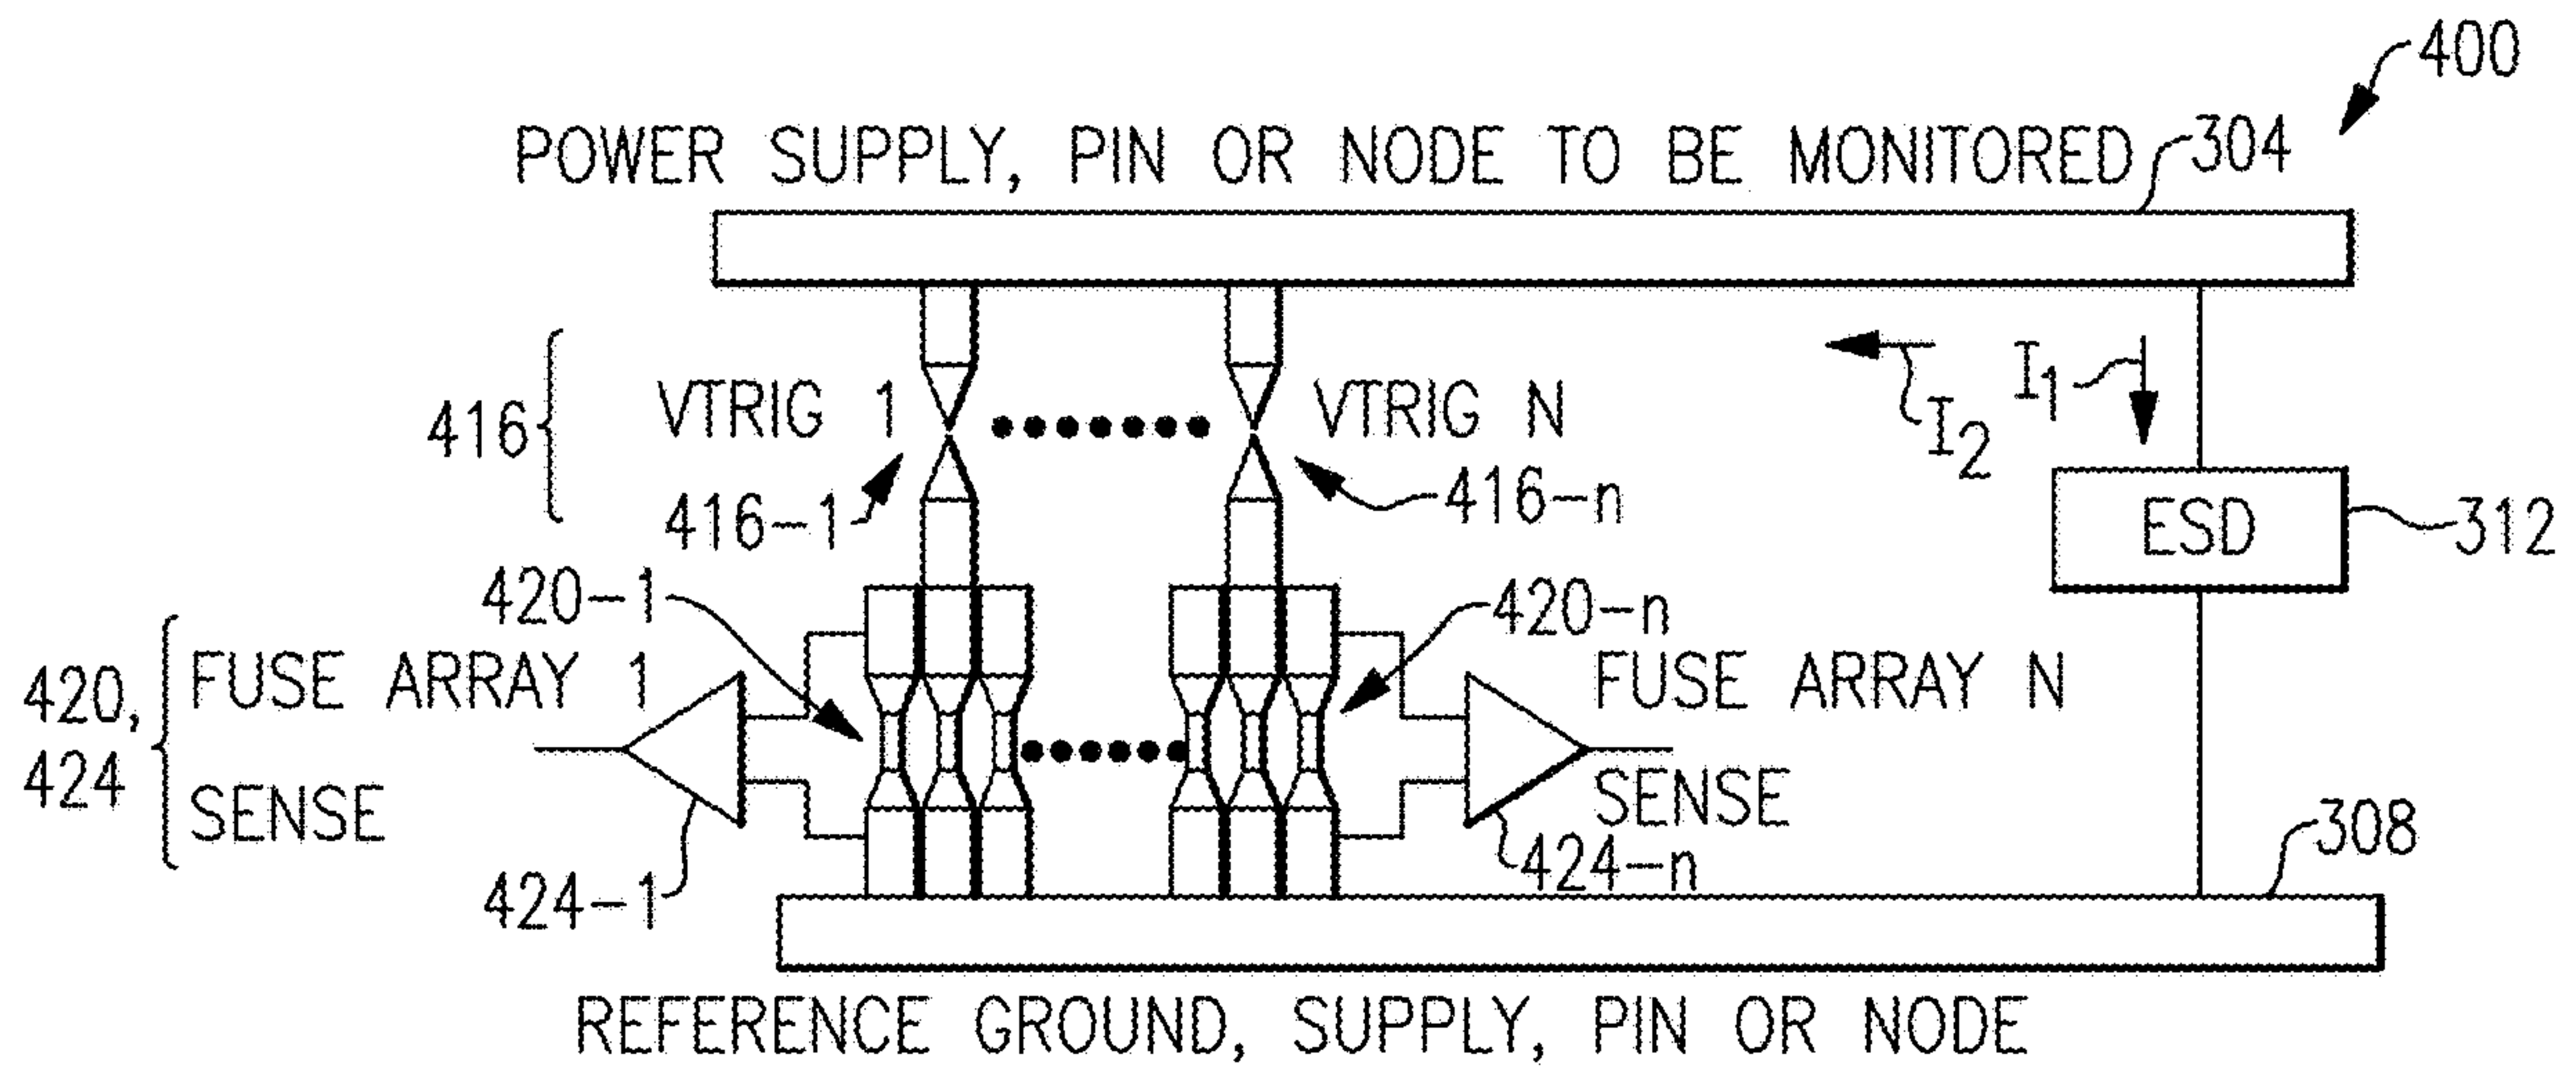 400
POWER SUPPLY, PIN OR NODE TO BE MONITORED
304
416
VTRIG 1
VTRIG N
I2
I1
416-1
416-n
ESD
312
420-1
420-n
420,
424
FUSE ARRAY 1
SENSE
FUSE ARRAY N
SENSE
424-1
424-n
308
REFERENCE GROUND, SUPPLY, PIN OR NODE